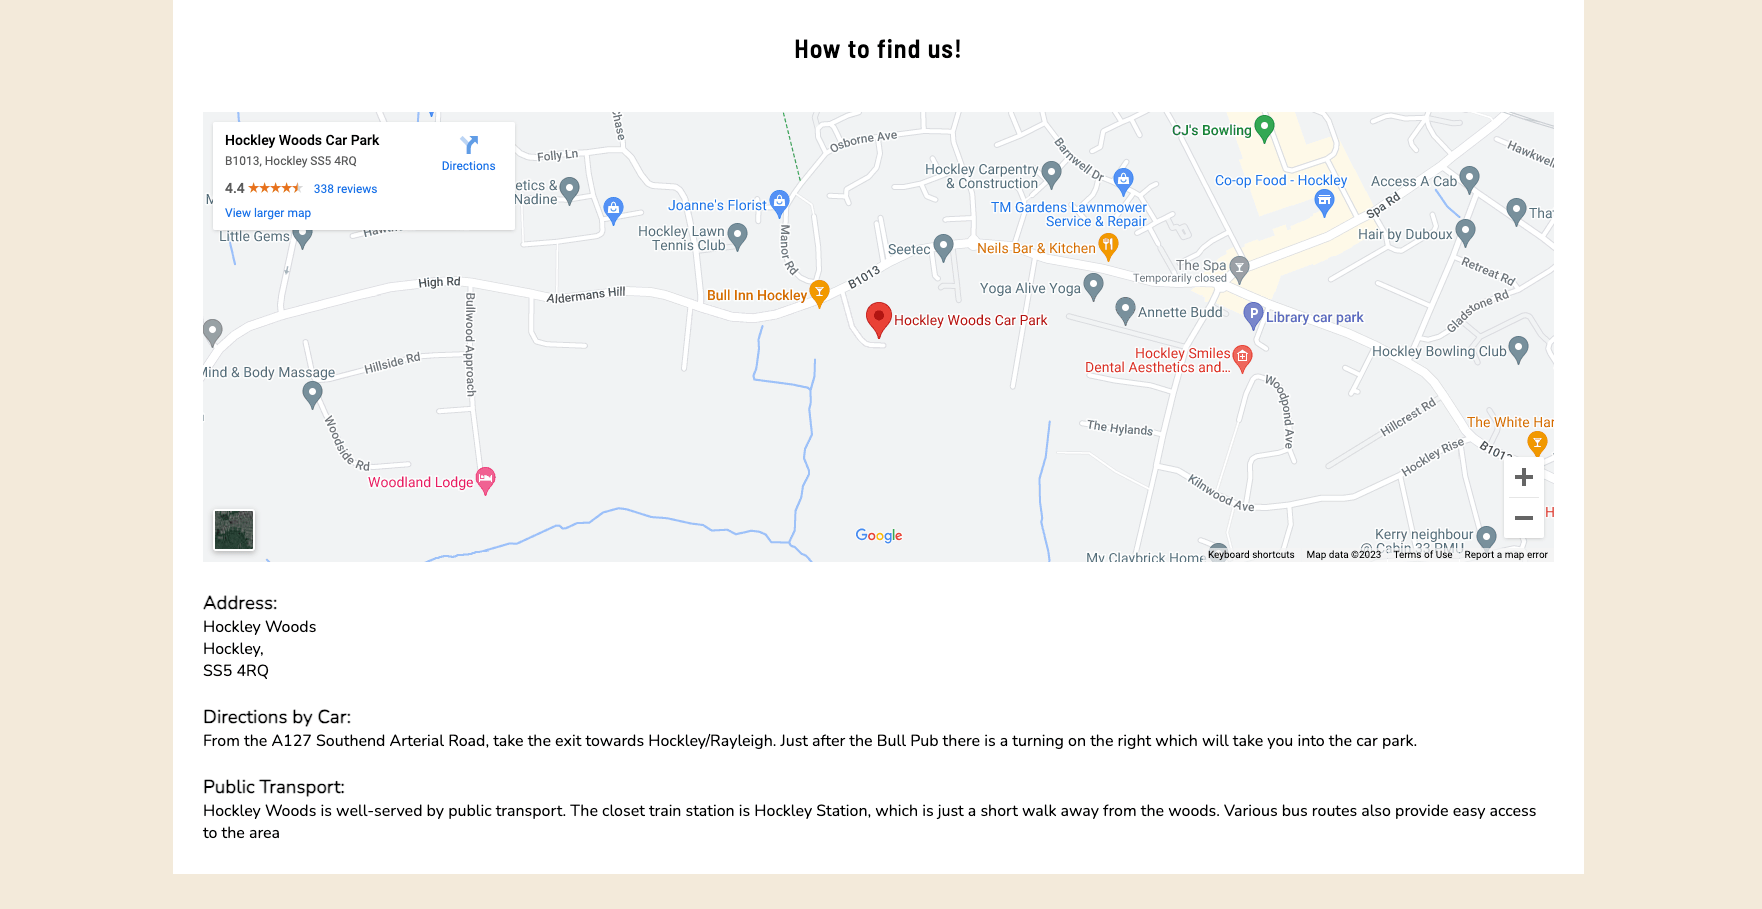 How to find us!
Hockley Woods Car Park
B1013, Hockley SS5 4RQ
4.4
338 reviews
View larger map
Directions
Chase
Folly Ln
etics &
Nadine
Little Gems
Joanne's Florist
Hockley Lawn
Tennis Club
Manor Rd
Osborne Ave
Hockley Carpentry
& Construction
Barnwell Dr
TM Gardens Lawnmower
Service & Repair
CJ's Bowling
Co-op Food - Hockley
Access A Cab
Hawkwel
Spa Rd
Tha
Hair by Duboux
Retreat Rd
Gladstone Rd
Seetec
Neils Bar & Kitchen
The Spa
Temporarily closed
Yoga Alive Yoga
Annette Budd
Library car park
Hockley Bowling Club
High Rd
Aldermans Hill
Bull Inn Hockley
B1013
Hockley Woods Car Park
Hockley Smiles
Dental Aesthetics and...
Bullwood Approach
Hillside Rd
Mind & Body Massage
Woodside Rd
Woodland Lodge
Woodpond Ave
The Hylands
Kilnwood Ave
Hillcrest Rd
Hockley Rise
The White Har
B1013
H
Kerry neighbour
@ Cabin 33 PMU
My Claybrick Home
Google
Keyboard shortcuts
Map data ©2023
Terms of Use
Report a map error
Address:
Hockley Woods
Hockley,
SS5 4RQ
Directions by Car:
From the A127 Southend Arterial Road, take the exit towards Hockley/Rayleigh. Just after the Bull Pub there is a turning on the right which will take you into the car park.
Public Transport:
Hockley Woods is well-served by public transport. The closet train station is Hockley Station, which is just a short walk away from the woods. Various bus routes also provide easy access
to the area